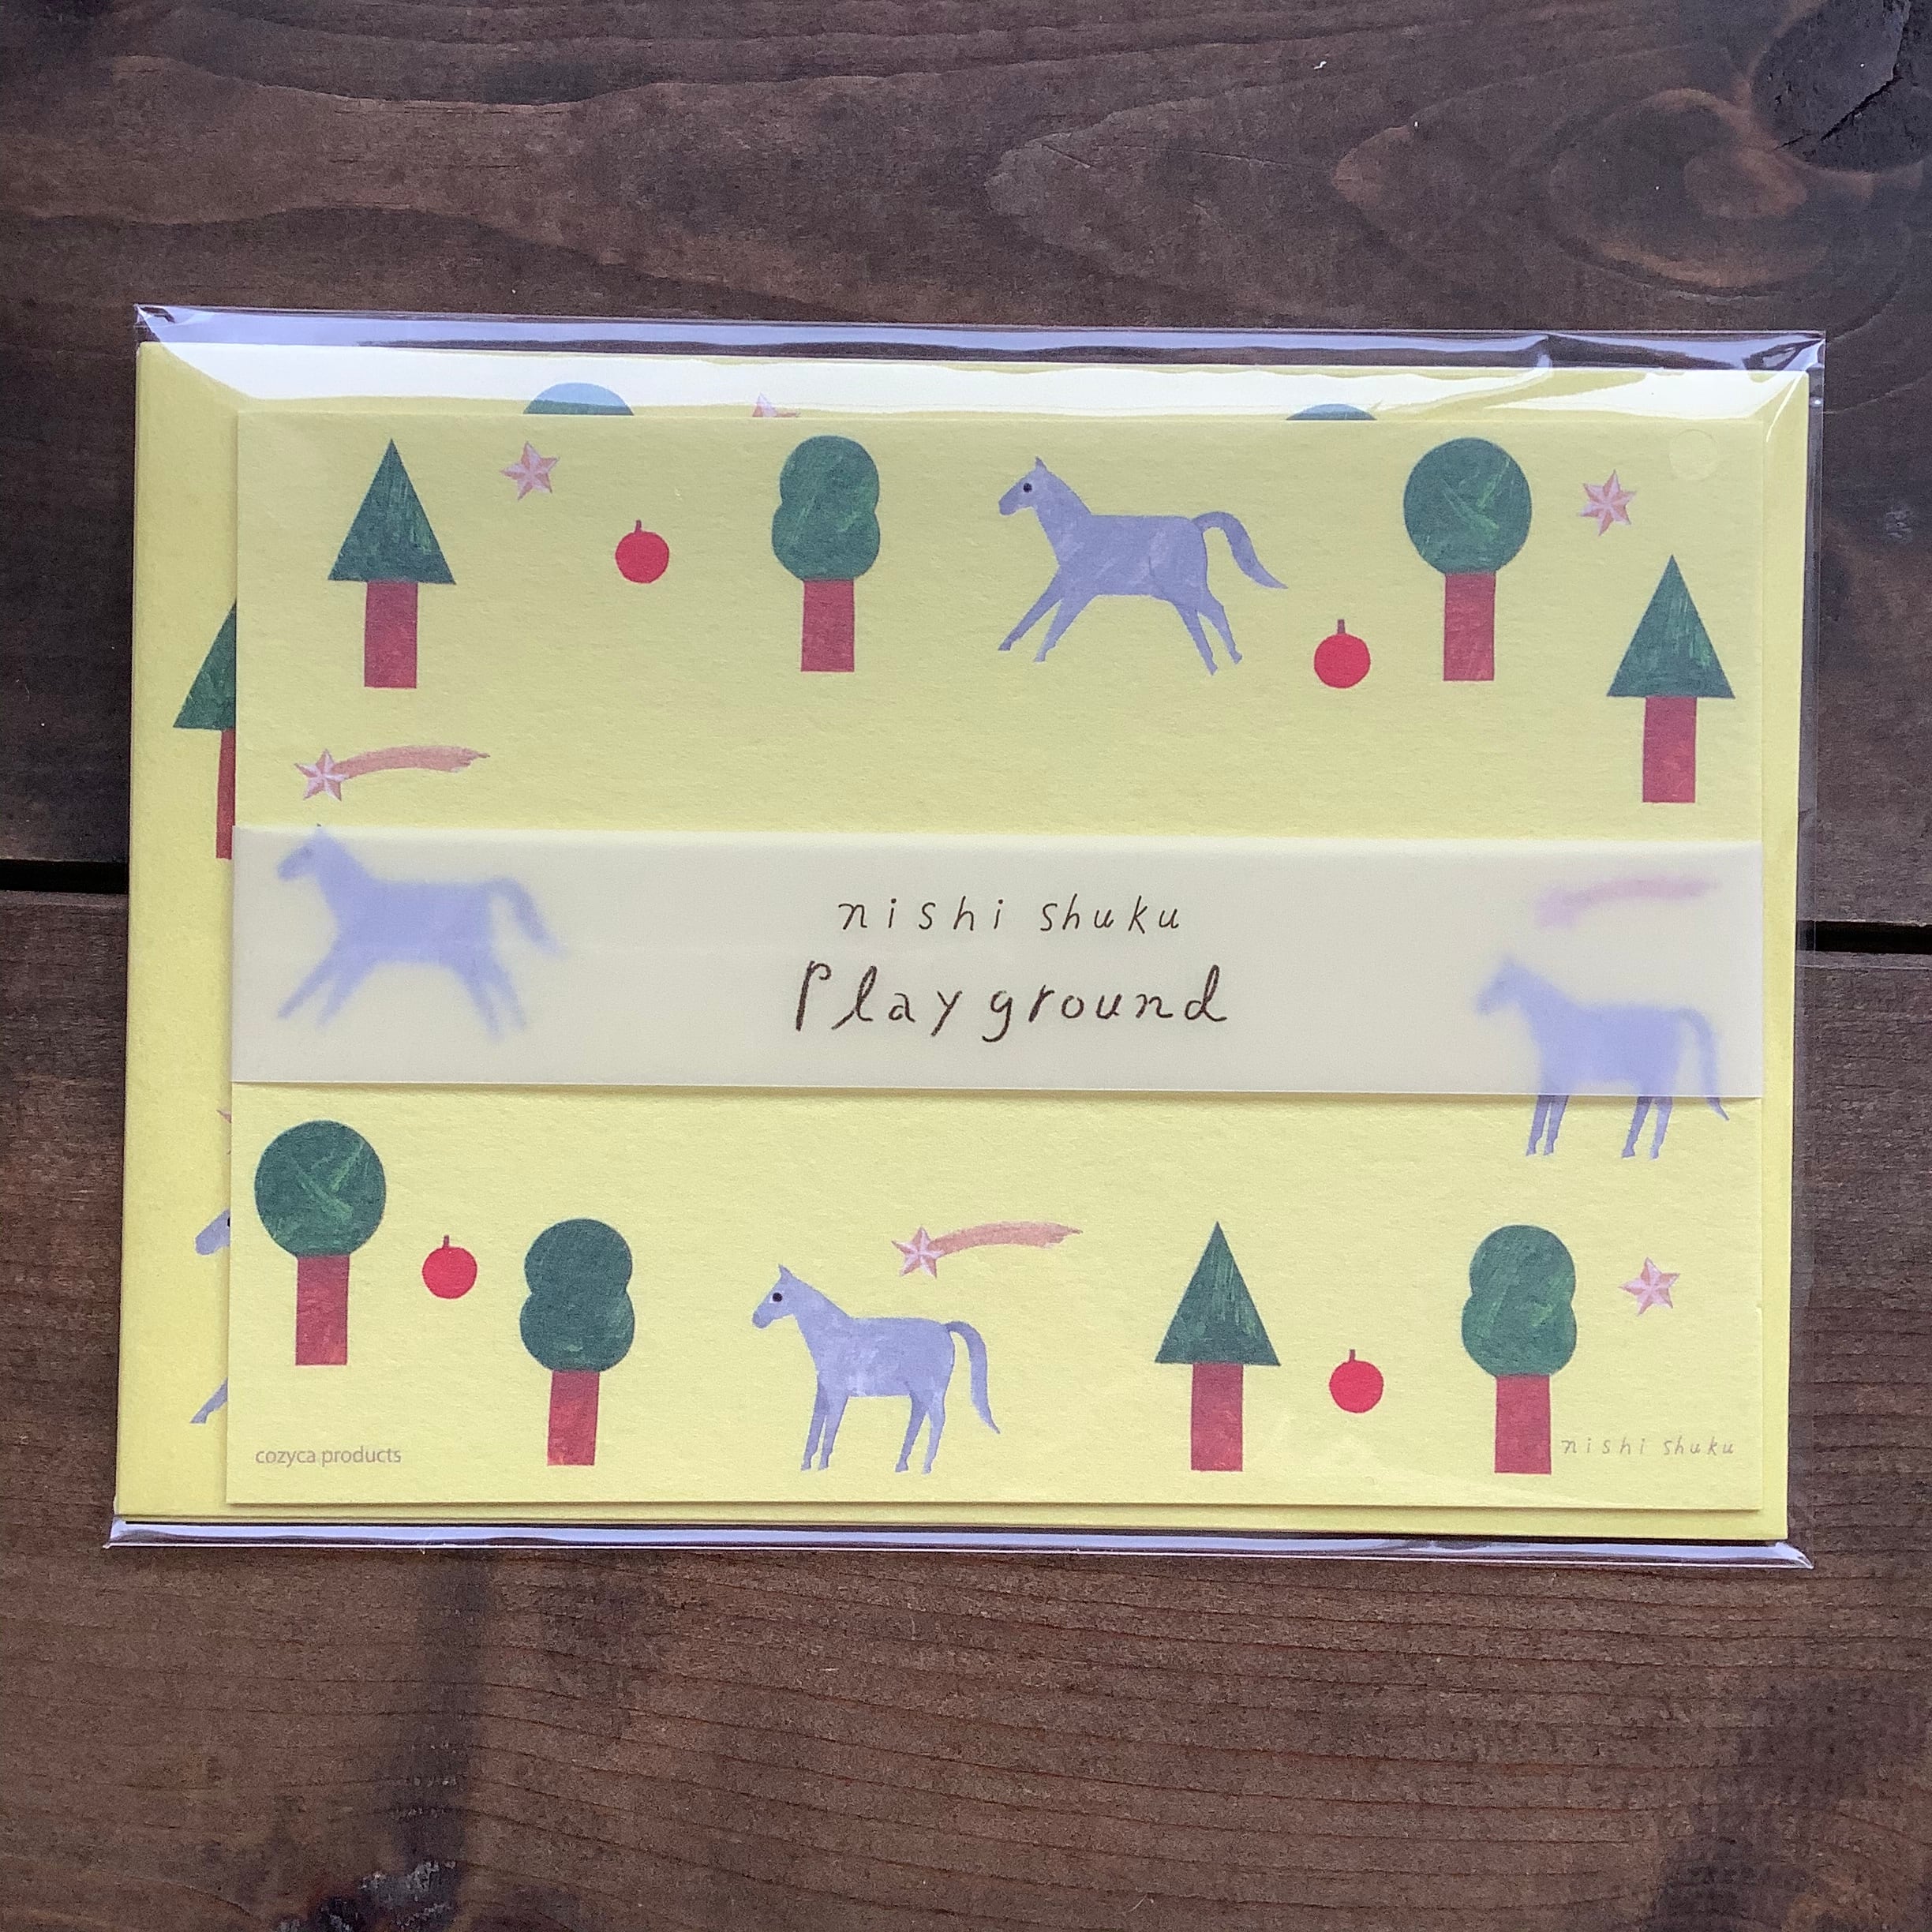 nishi shuku
Playground
cozyca products
nishi shuku